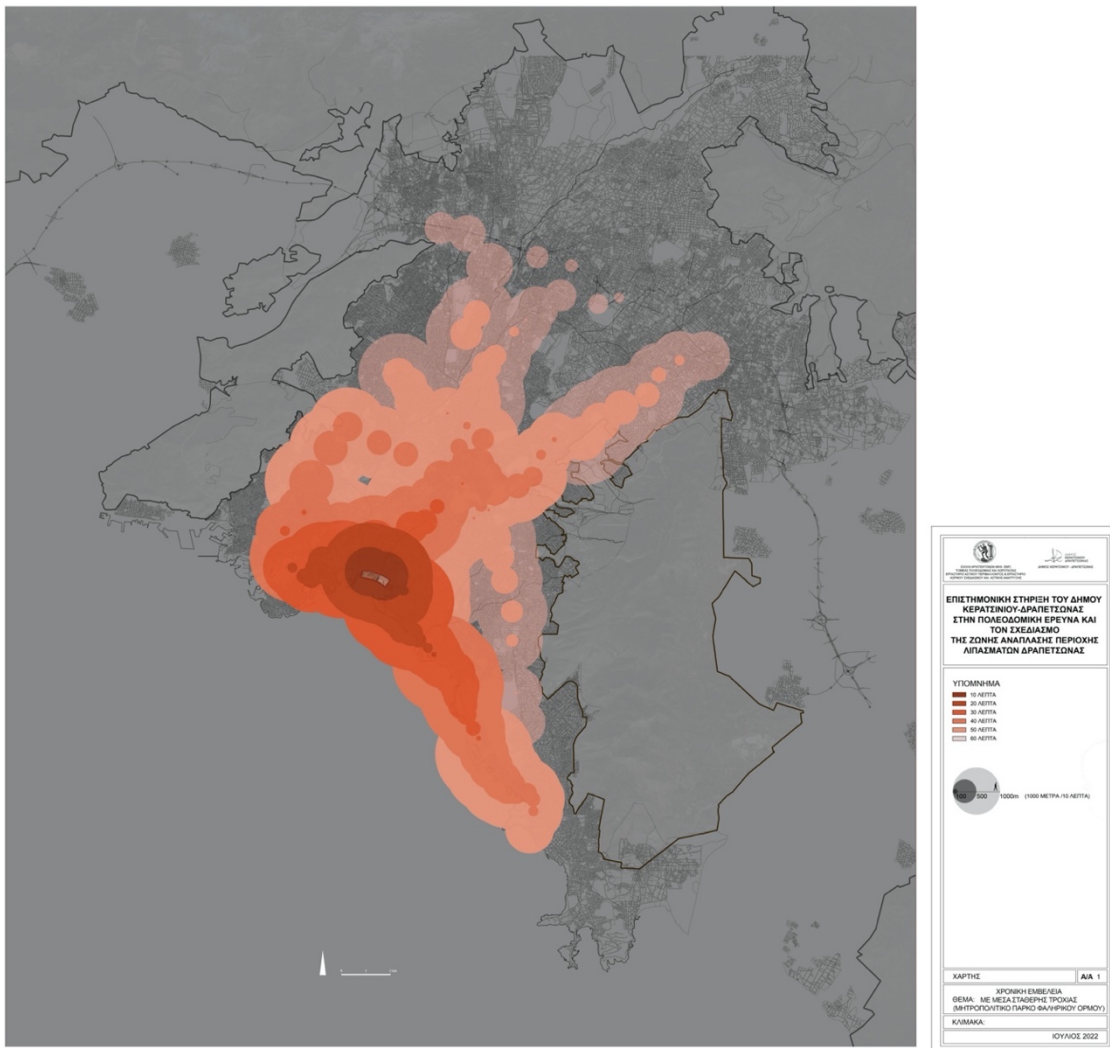 ΕΠΙΣΤΗΜΟΝΙΚΗ ΣΤΗΡΙΞΗ ΤΟΥ ΔΗΜΟΥ
ΚΕΡΑΤΣΙΝΙΟΥ-ΔΡΑΠΕΤΣΩΝΑΣ
ΣΤΗΝ ΠΟΛΕΟΔΟΜΙΚΗ ΕΡΕΥΝΑ ΚΑΙ
ΤΟΝ ΣΧΕΔΙΑΣΜΟ
ΤΗΣ ΖΩΝΗΣ ΑΝΑΠΛΑΣΗΣ ΠΕΡΙΟΧΗΣ
ΛΙΠΑΣΜΑΤΩΝ ΔΡΑΠΕΤΣΩΝΑΣ
ΥΠΟΜΝΗΜΑ
10 ΛΕΠΤΑ
20 ΛΕΠΤΑ
30 ΛΕΠΤΑ
40 ΛΕΠΤΑ
50 ΛΕΠΤΑ
60 ΛΕΠΤΑ
100 500 1000m (1000 ΜΕΤΡΑ /10 ΛΕΠΤΑ)
ΧΑΡΤΗΣ Α/Α 1
ΧΡΟΝΙΚΗ ΕΜΒΕΛΕΙΑ
ΘΕΜΑ: ΜΕ ΜΕΣΑ ΣΤΑΘΕΡΗΣ ΤΡΟΧΙΑΣ
(ΜΗΤΡΟΠΟΛΙΤΙΚΟ ΠΑΡΚΟ ΦΑΛΗΡΙΚΟΥ ΟΡΜΟΥ)
ΚΛΙΜΑΚΑ:
ΙΟΥΛΙΟΣ 2022